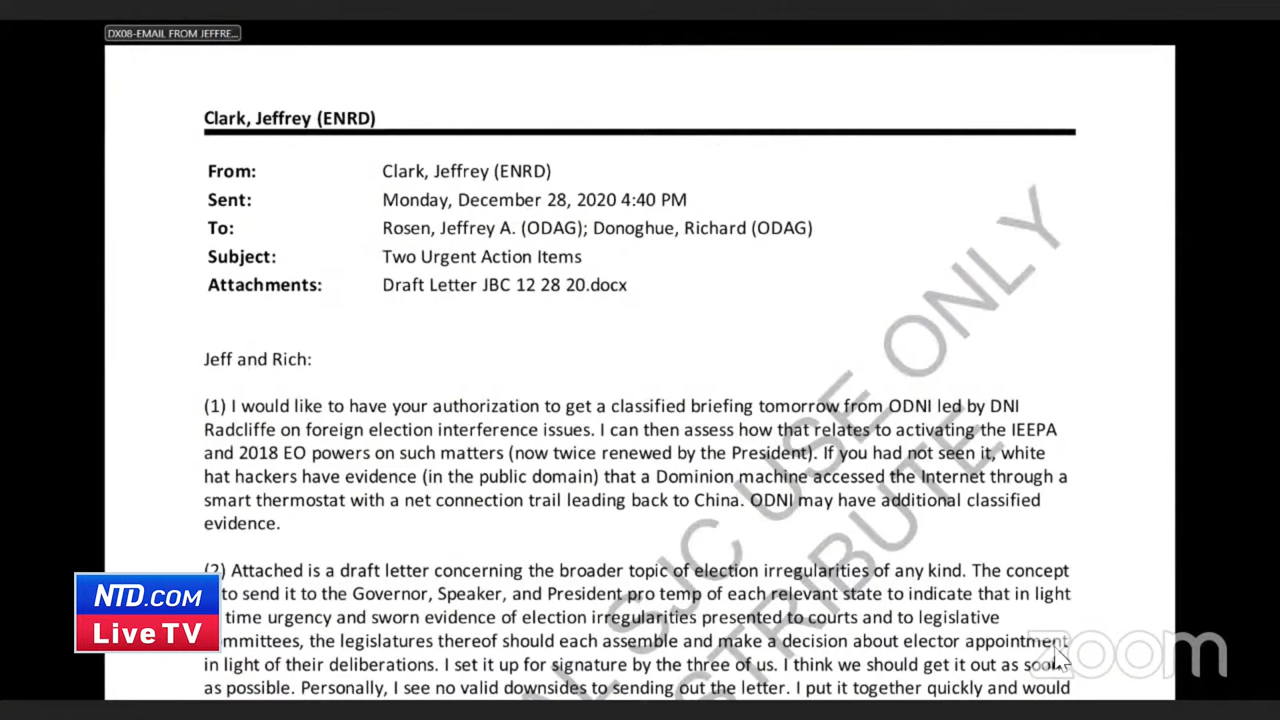 DX08-EMAIL FROM JEFFRE...
Clark, Jeffrey (ENRD)
From: Clark, Jeffrey (ENRD)
Sent: Monday, December 28, 2020 4:40 PM
To: Rosen, Jeffrey A. (ODAG); Donoghue, Richard (ODAG)
Subject: Two Urgent Action Items
Attachments: Draft Letter JBC 12 28 20.docx
Jeff and Rich:
(1) I would like to have your authorization to get a classified briefing tomorrow from ODNI led by DNI
Radcliffe on foreign election interference issues. I can then assess how that relates to activating the IEEPA
and 2018 EO powers on such matters (now twice renewed by the President). If you had not seen it, white
hat hackers have evidence (in the public domain) that a Dominion machine accessed the Internet through a
smart thermostat with a net connection trail leading back to China. ODNI may have additional classified
evidence.
(2) Attached is a draft letter concerning the broader topic of election irregularities of any kind. The concept
to send it to the Governor, Speaker, and President pro temp of each relevant state to indicate that in light
time urgency and sworn evidence of election irregularities presented to courts and to legislative
the legislatures thereof should each assemble and make a decision about elector appointment
in light of their deliberations. I set it up for signature by the three of us. I think we should get it out as soon
as possible. Personally, I see no valid downsides to sending out the letter. I put it together quickly and would
SJC USE ONLY
NTD.COM
Live TV
zoom